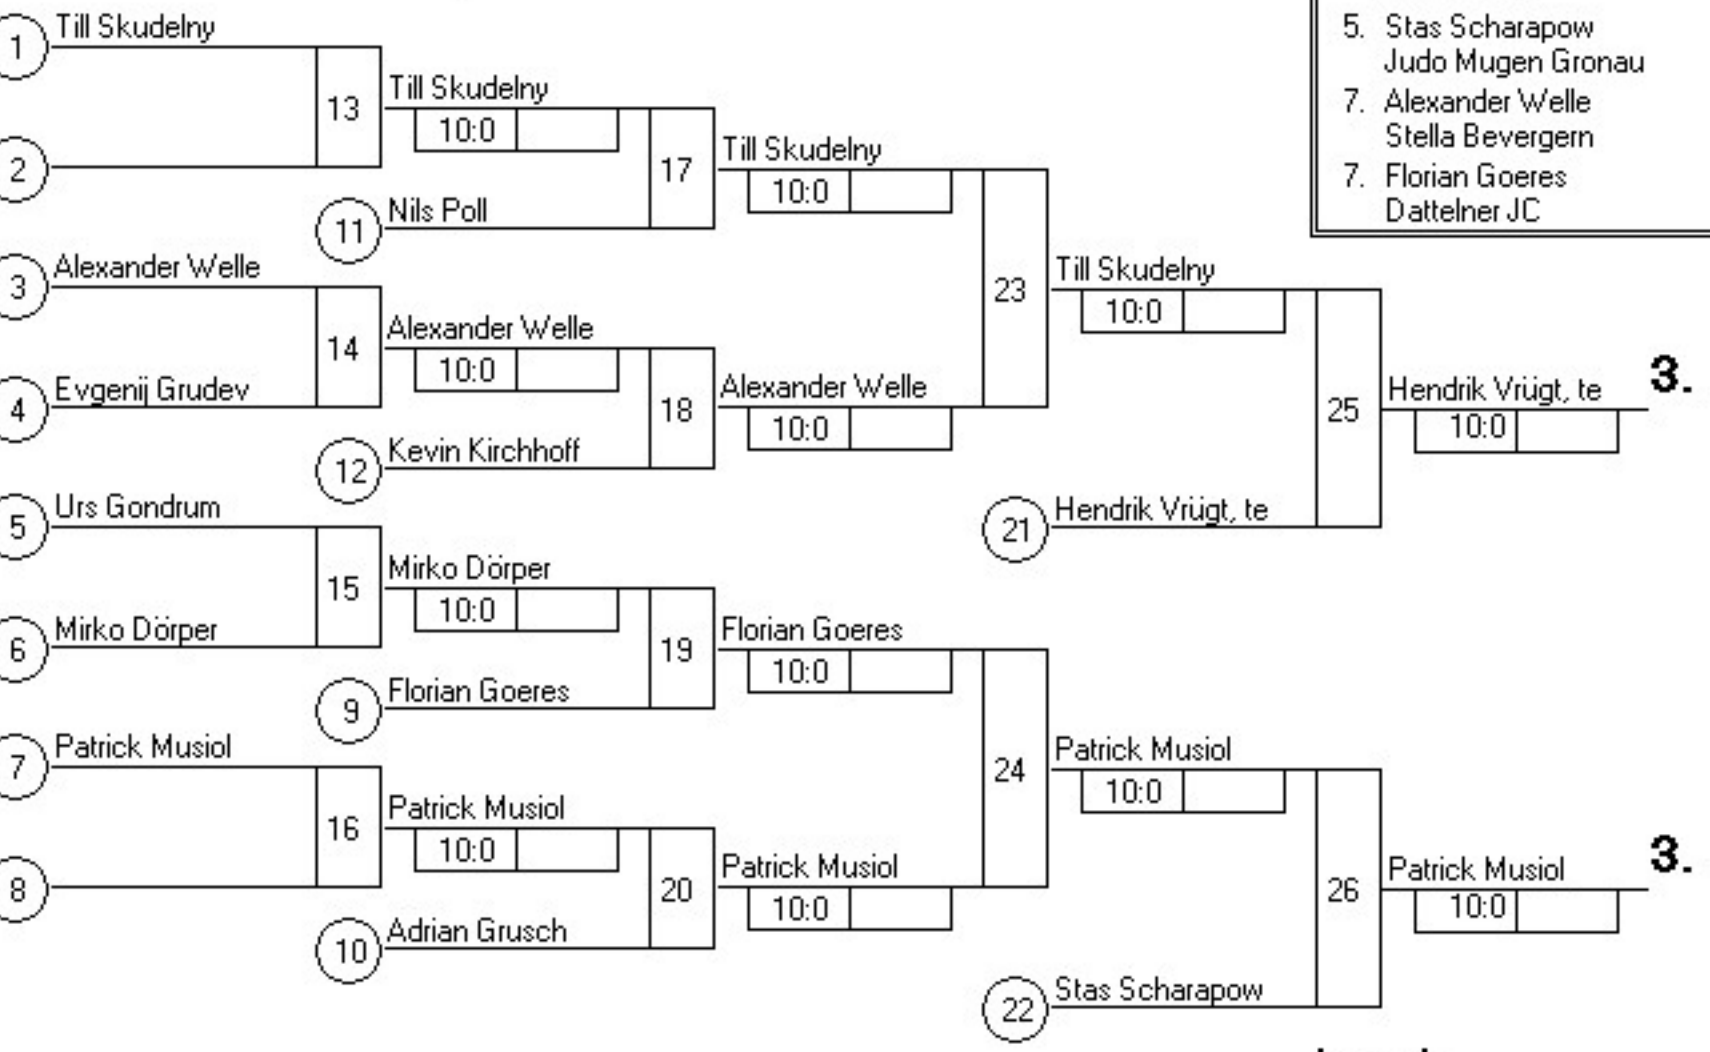 1 Till Skudelny
2
13
Till Skudelny
10:0
11 Nils Poll
17
Till Skudelny
10:0
3 Alexander Welle
4 Evgenij Grudev
14
Alexander Welle
10:0
12 Kevin Kirchhoff
18
Alexander Welle
10:0
23
Till Skudelny
10:0
21 Hendrik Vrügt, te
25
Hendrik Vrügt, te 3.
10:0
5 Urs Gondrum
6 Mirko Dörper
15
Mirko Dörper
10:0
9 Florian Goeres
19
Florian Goeres
10:0
7 Patrick Musiol
8
16
Patrick Musiol
10:0
10 Adrian Grusch
20
Patrick Musiol
10:0
24
Patrick Musiol
10:0
22 Stas Scharapow
26
Patrick Musiol 3.
10:0
5. Stas Scharapow
Judo Mugen Gronau
7. Alexander Welle
Stella Bevergern
7. Florian Goeres
Dattelner JC